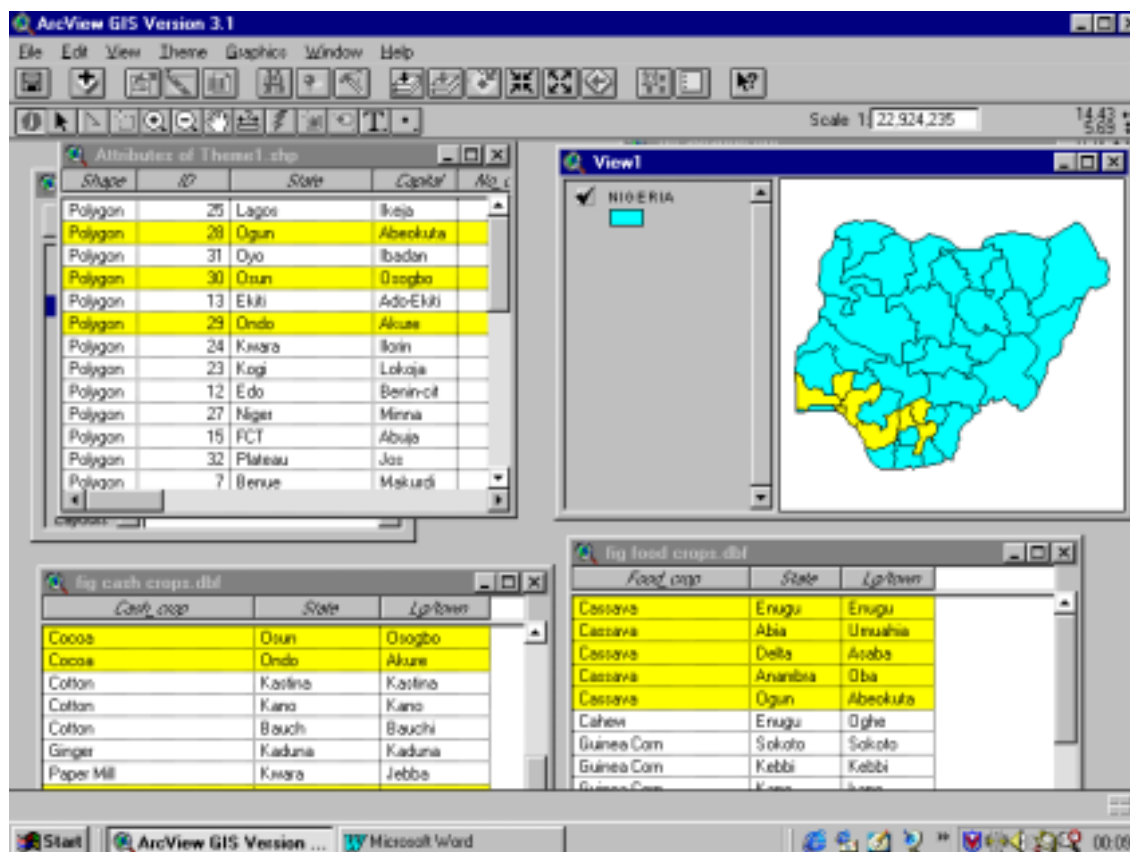 ArcView GIS Version 3.1
File Edit View Theme Graphics Window Help
Scale 1: 22,924,235
14.43
5.69
Attributes of Theme1.shp
Shape ID State Capital
Polygon 25 Lagos Ikeja
Polygon 28 Ogun Abeokuta
Polygon 31 Oyo Ibadan
Polygon 30 Osun Osogbo
Polygon 13 Ekiti Ado-Ekiti
Polygon 29 Ondo Akure
Polygon 24 Kwara Ilorin
Polygon 23 Kogi Lokoja
Polygon 12 Edo Benin-cit
Polygon 27 Niger Minna
Polygon 15 FCT Abuja
Polygon 32 Plateau Jos
Polygon 7 Benue Makurdi
View1
NIGERIA
fig cash crops.dbf
Cash_crop State Lg/town
Cocoa Osun Osogbo
Cocoa Ondo Akure
Cotton Kastina Kastina
Cotton Kano Kano
Cotton Bauch Bauchi
Ginger Kaduna Kaduna
Paper Mill Kwara Jebba
fig food crops.dbf
Food_crop State Lg/town
Cassava Enugu Enugu
Cassava Abia Umuahia
Cassava Delta Asaba
Cassava Anambra Oba
Cassava Ogun Abeokuta
Cahew Enugu Oghe
Guinea Corn Sokoto Sokoto
Guinea Corn Kebbi Kebbi
Start ArcView GIS Version ... Microsoft Word 00:09